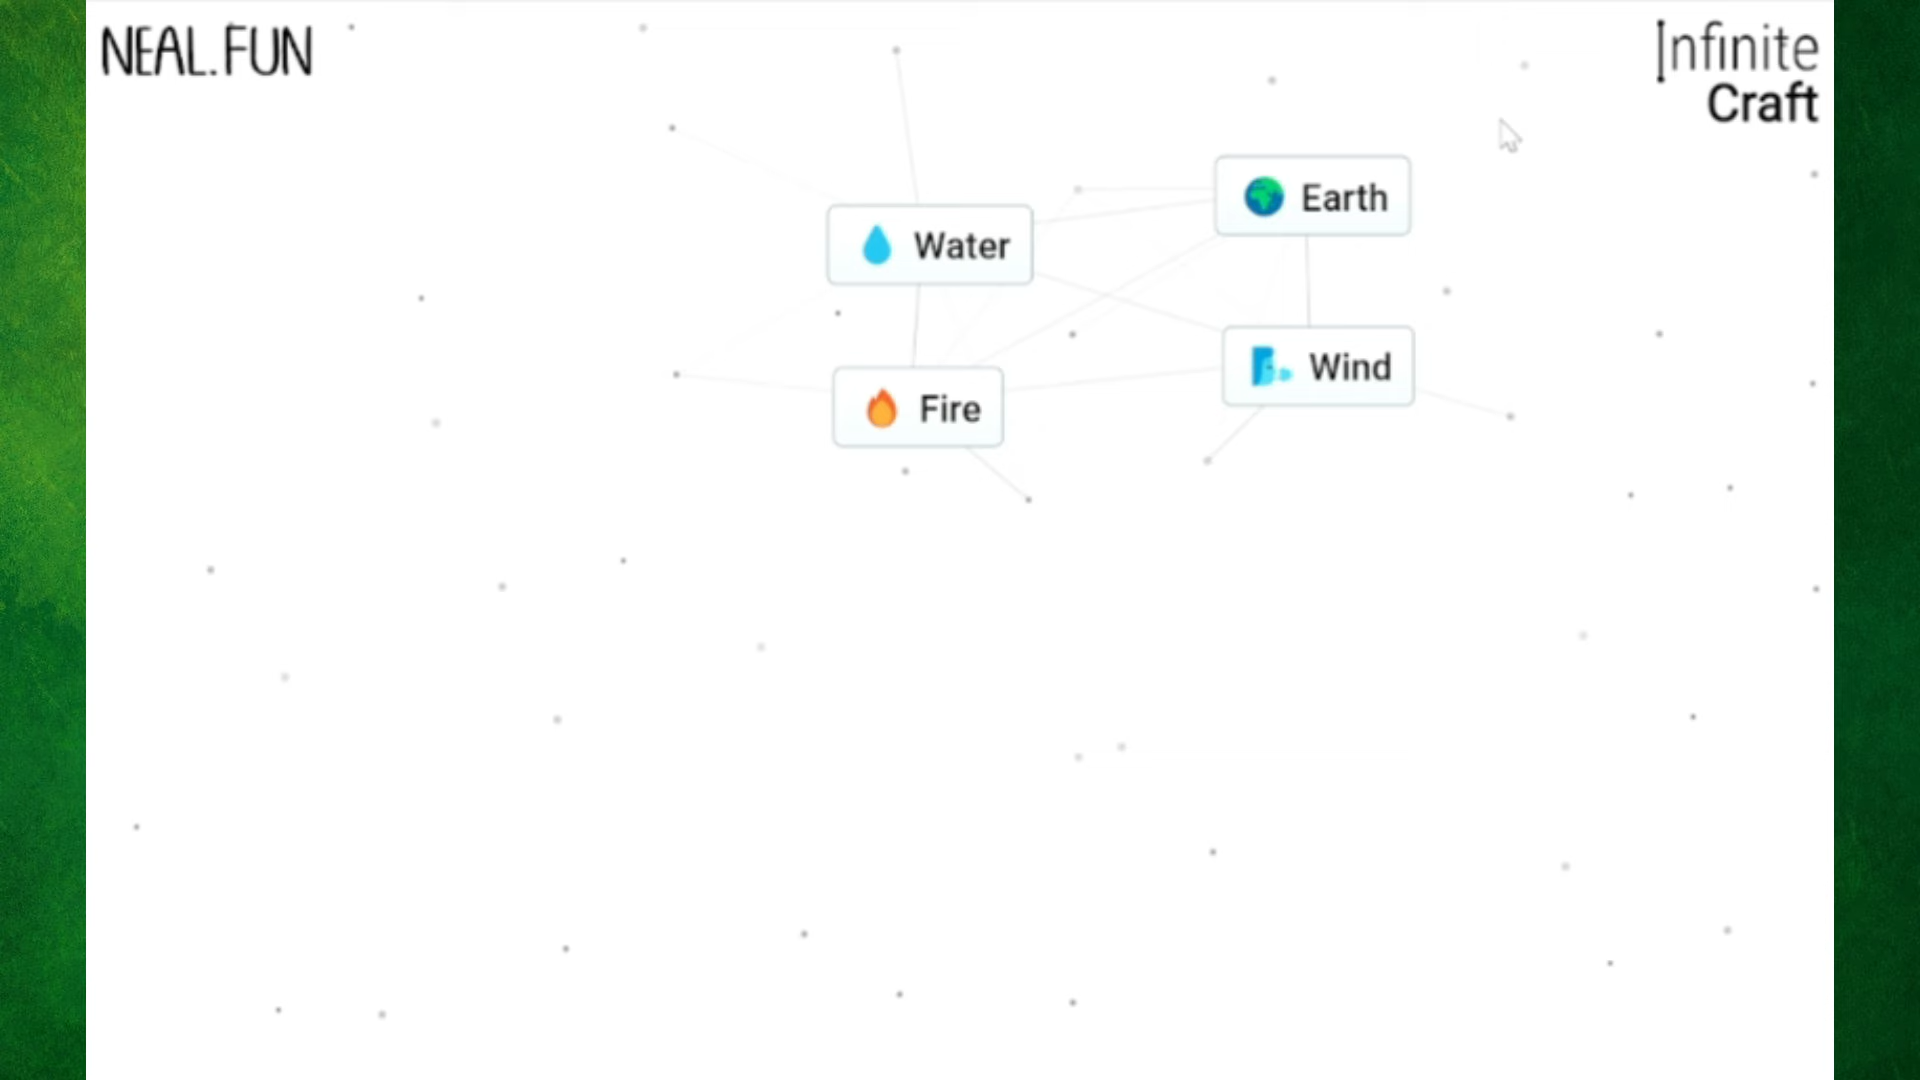 NEAL.FUN
Infinite
Craft
Earth
Water
Wind
Fire